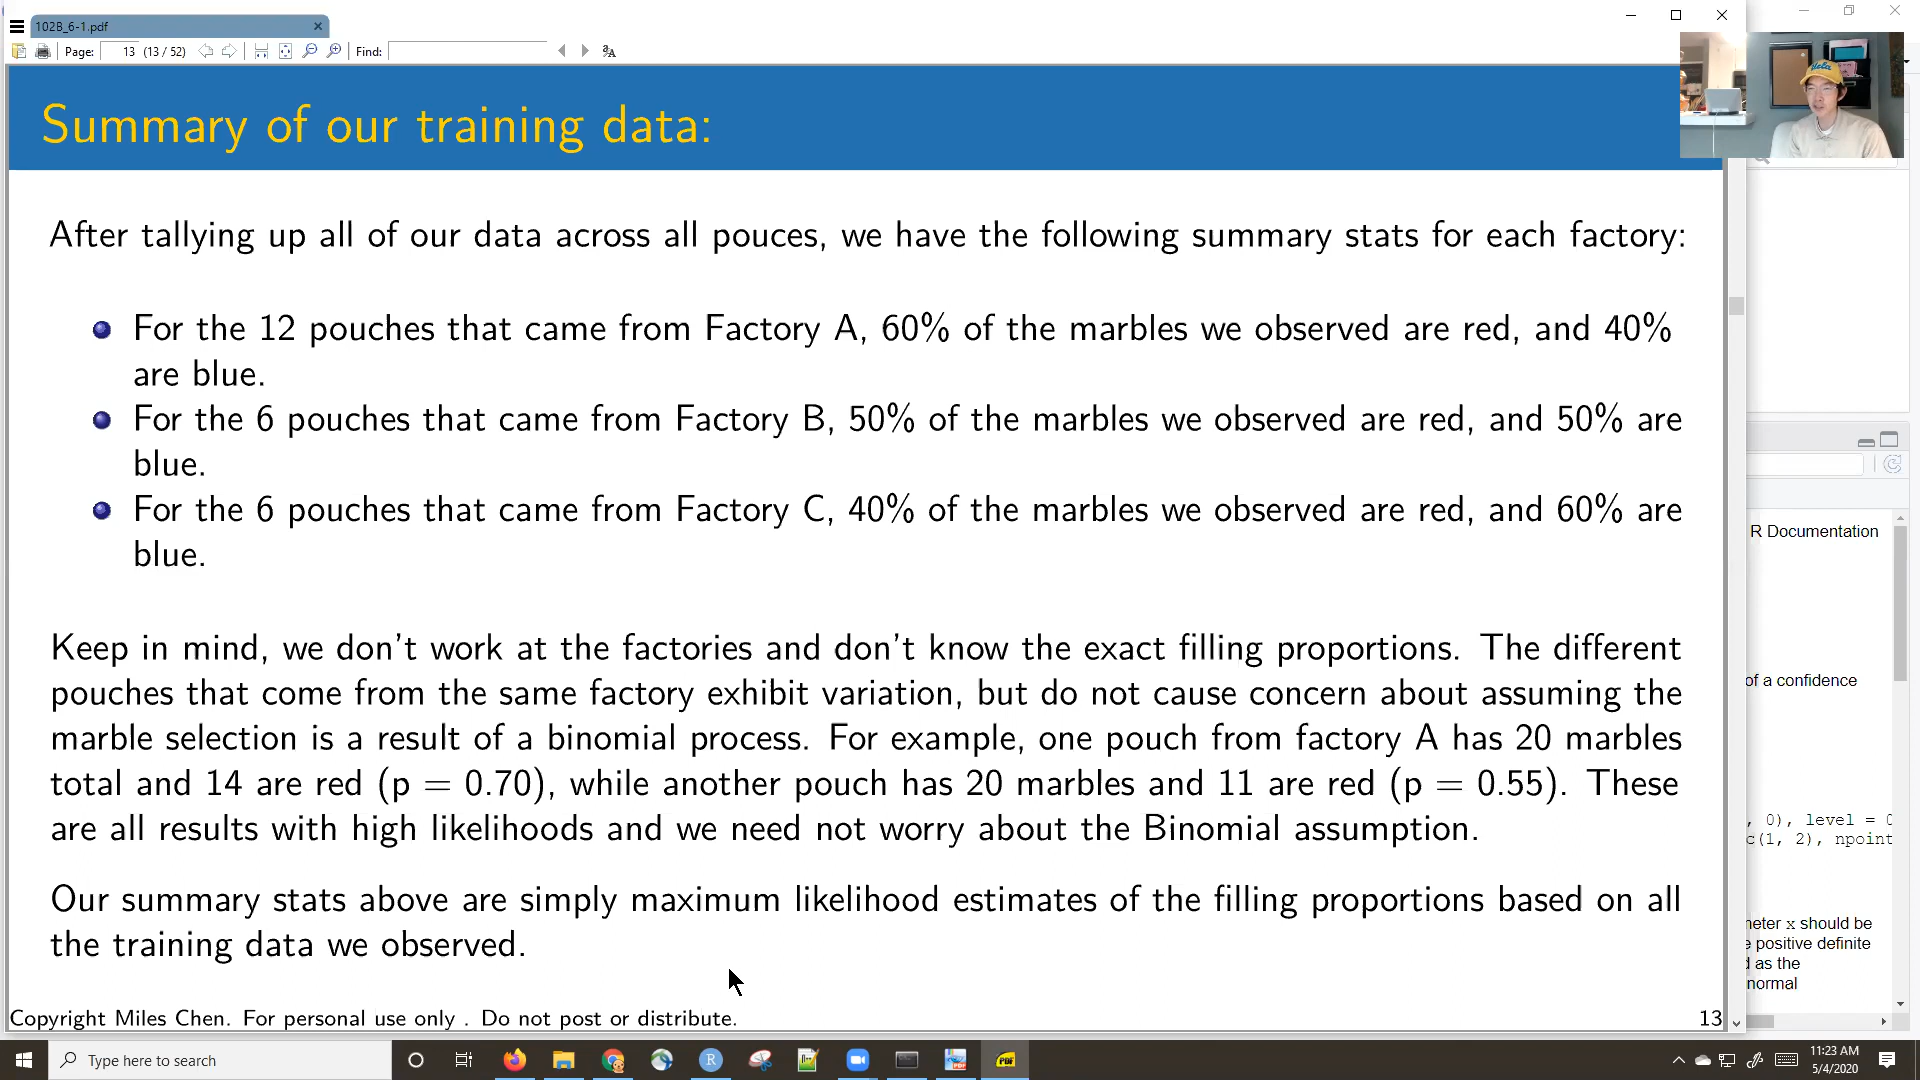 102B_6-1.pdf
Page: 13 (13 / 52) Find:
Summary of our training data:
After tallying up all of our data across all pouces, we have the following summary stats for each factory:
For the 12 pouches that came from Factory A, 60% of the marbles we observed are red, and 40%
are blue.
For the 6 pouches that came from Factory B, 50% of the marbles we observed are red, and 50% are
blue.
For the 6 pouches that came from Factory C, 40% of the marbles we observed are red, and 60% are
blue.
Keep in mind, we don't work at the factories and don't know the exact filling proportions. The different
pouches that come from the same factory exhibit variation, but do not cause concern about assuming the
marble selection is a result of a binomial process. For example, one pouch from factory A has 20 marbles
total and 14 are red (p = 0.70), while another pouch has 20 marbles and 11 are red (p = 0.55). These
are all results with high likelihoods and we need not worry about the Binomial assumption.
Our summary stats above are simply maximum likelihood estimates of the filling proportions based on all
the training data we observed.
Copyright Miles Chen. For personal use only . Do not post or distribute.
13
R Documentation
of a confidence
, 0), level = 0
c(1, 2), npoint
neter x should be
e positive definite
d as the
normal
Type here to search
11:23 AM
5/4/2020